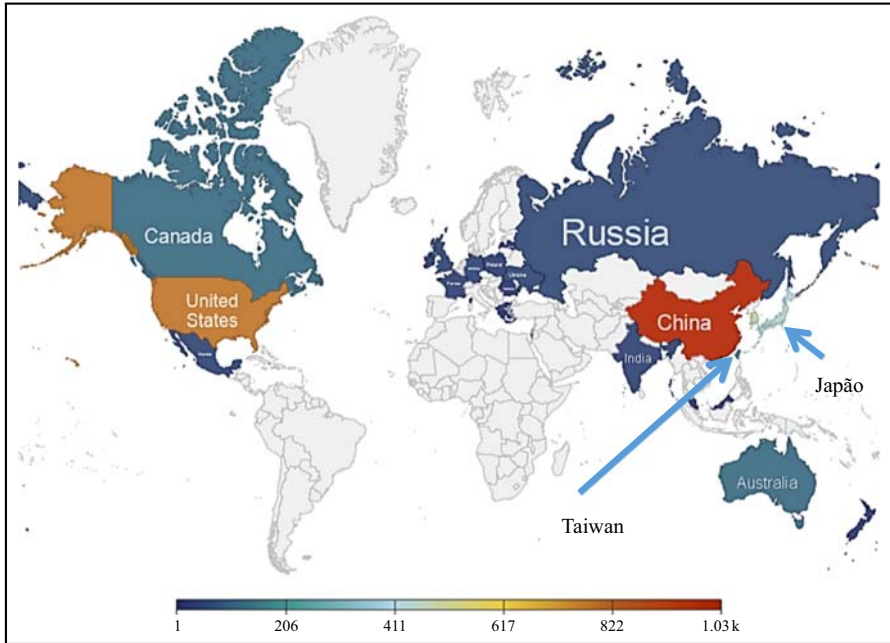 Canada
Russia
United
States
China
India
Japão
Australia
Taiwan
1
206
411
617
822
1.03 k